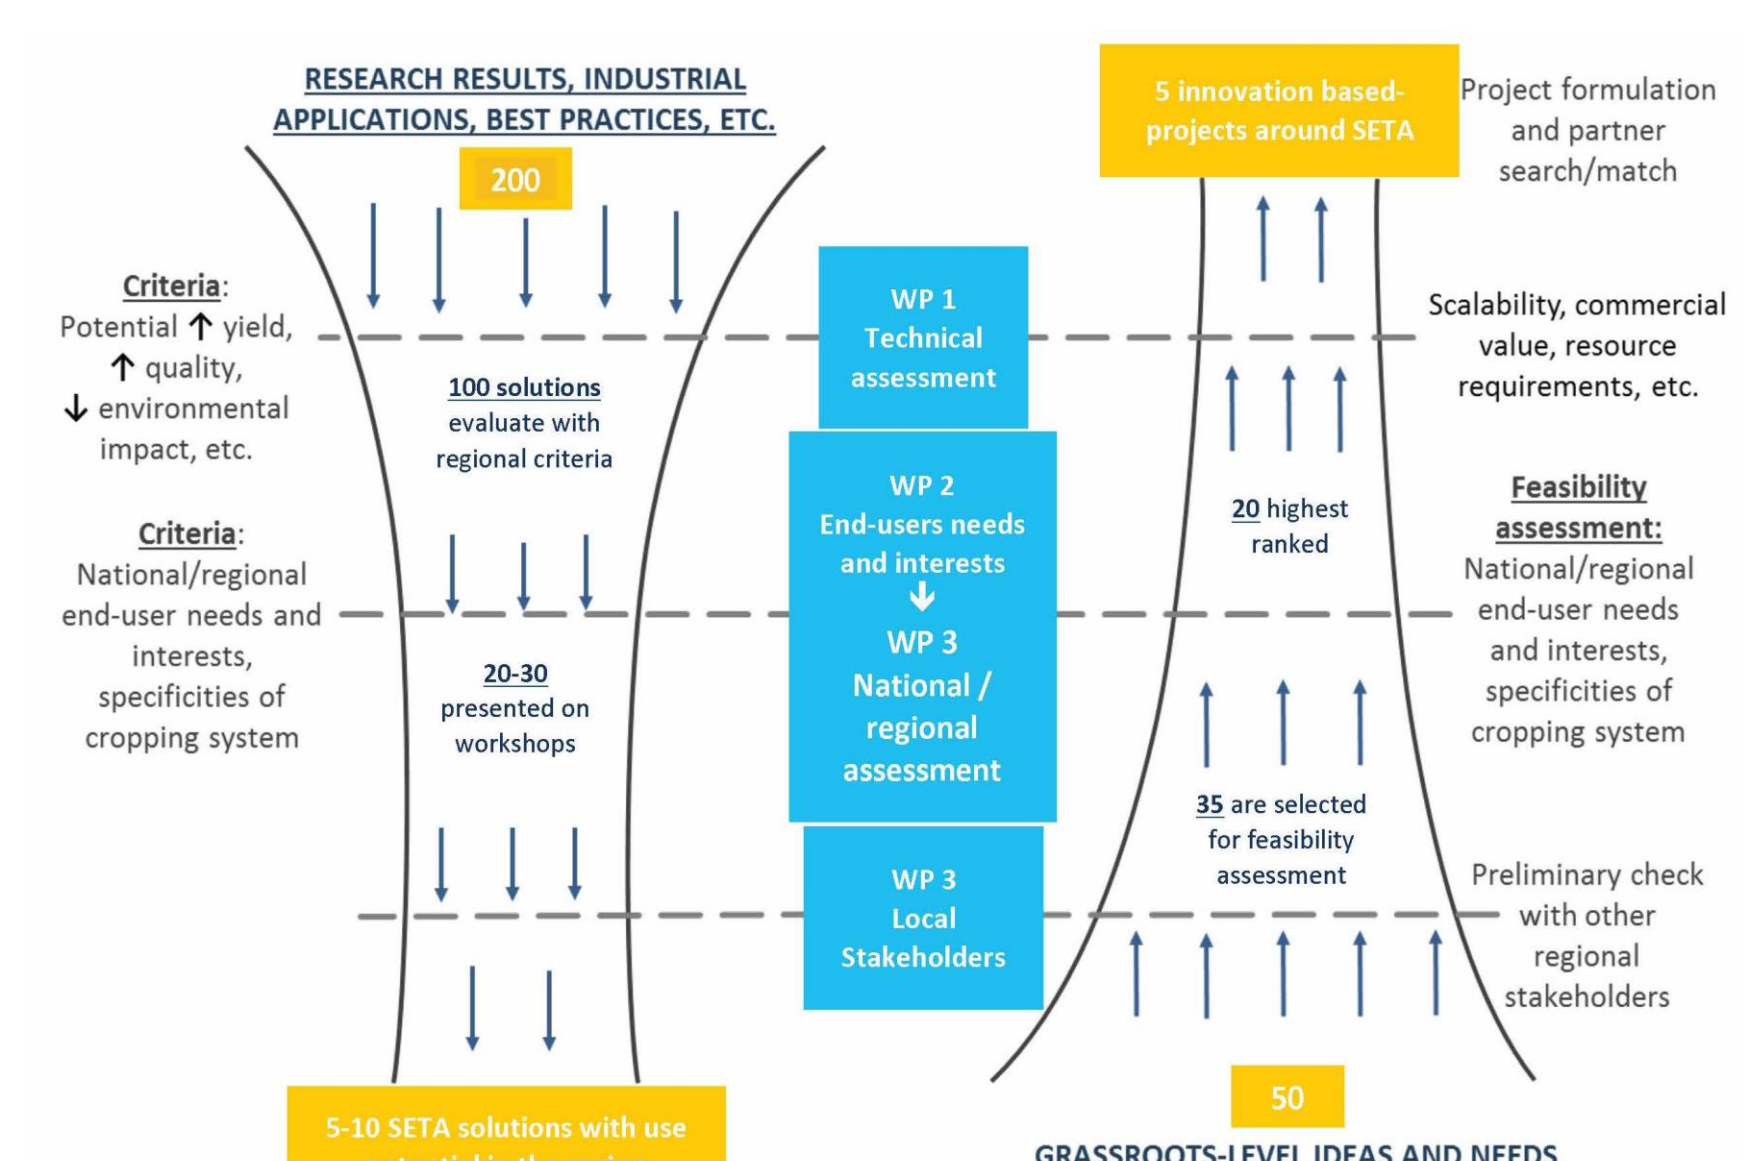 RESEARCH RESULTS, INDUSTRIAL
APPLICATIONS, BEST PRACTICES, ETC.
200
Criteria:
Potential ↑ yield,
↑ quality,
↓ environmental
impact, etc.
100 solutions
evaluate with
regional criteria
Criteria:
National/regional
end-user needs and
interests,
specificities of
cropping system
20-30
presented on
workshops
5-10 SETA solutions with use
WP 1
Technical
assessment
WP 2
End-users needs
and interests
↓
WP 3
National /
regional
assessment
WP 3
Local
Stakeholders
5 innovation based-
projects around SETA
Project formulation
and partner
search/match
Scalability, commercial
value, resource
requirements, etc.
20 highest
ranked
Feasibility
assessment:
National/regional
end-user needs
and interests,
specificities of
cropping system
35 are selected
for feasibility
assessment
Preliminary check
with other
regional
stakeholders
50
GRASSROOTS-LEVEL IDEAS AND NEEDS